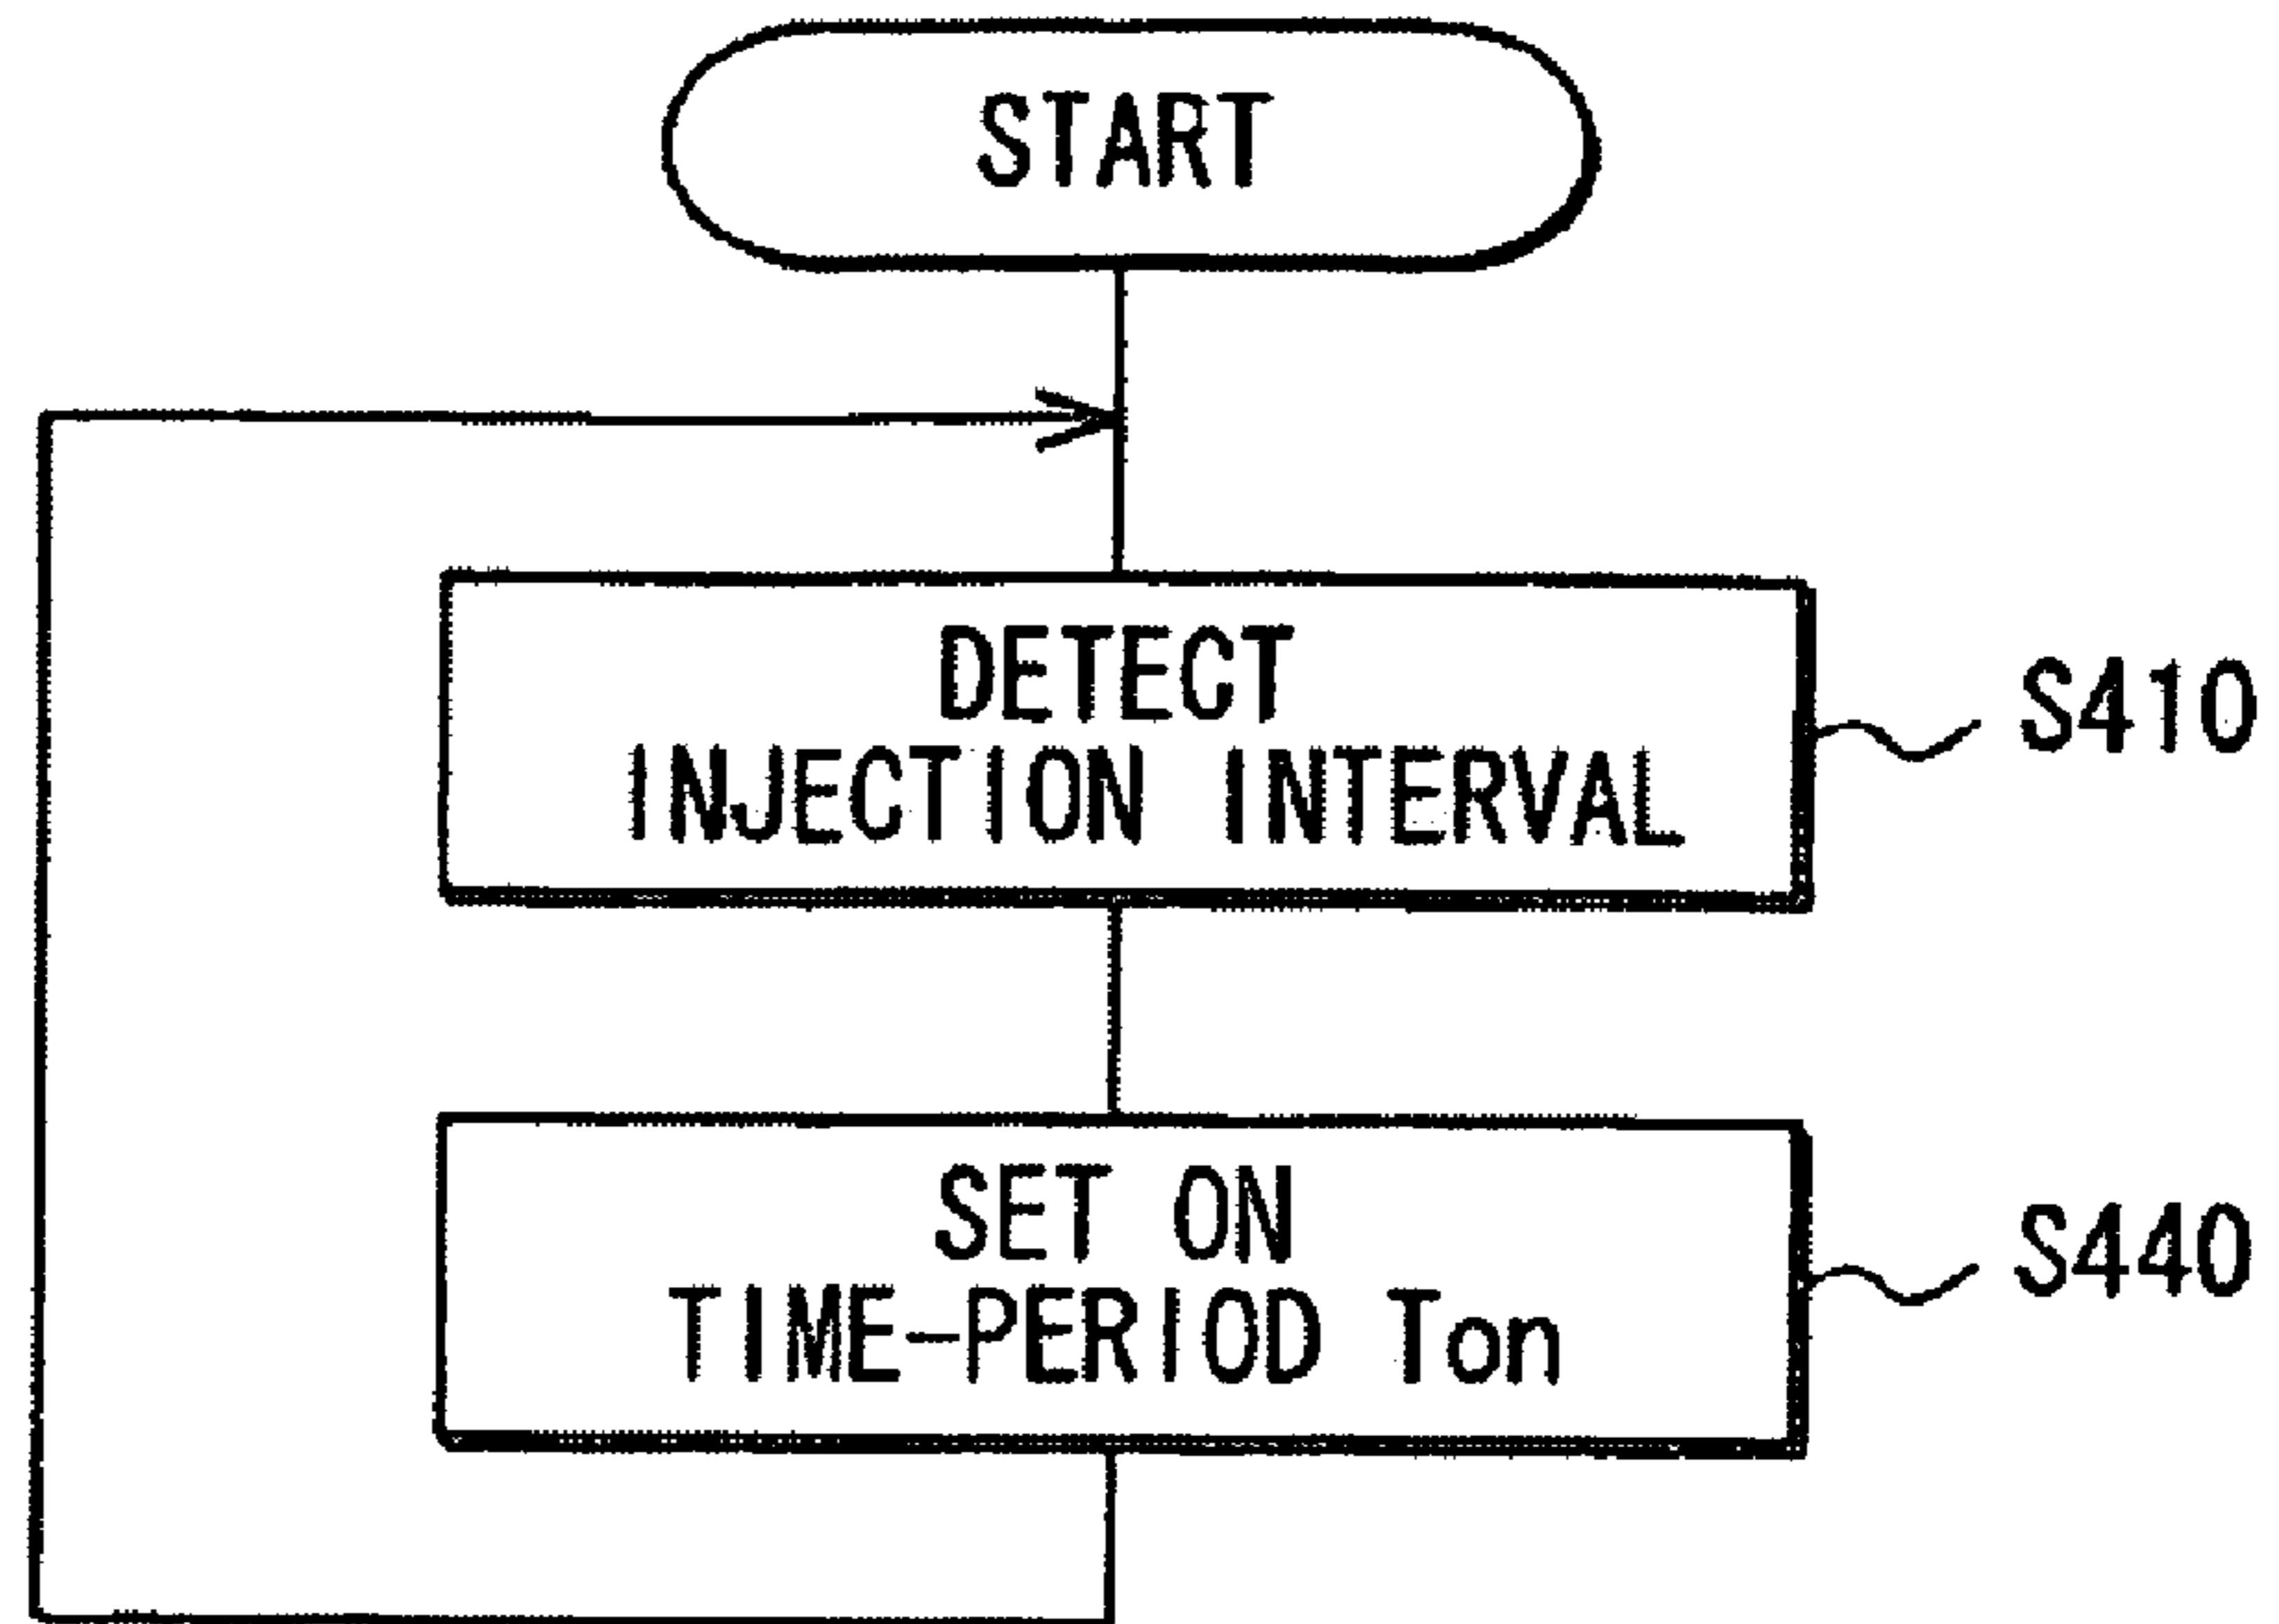 START
DETECT
INJECTION INTERVAL
S410
SET ON
TIME-PERIOD Ton
S440